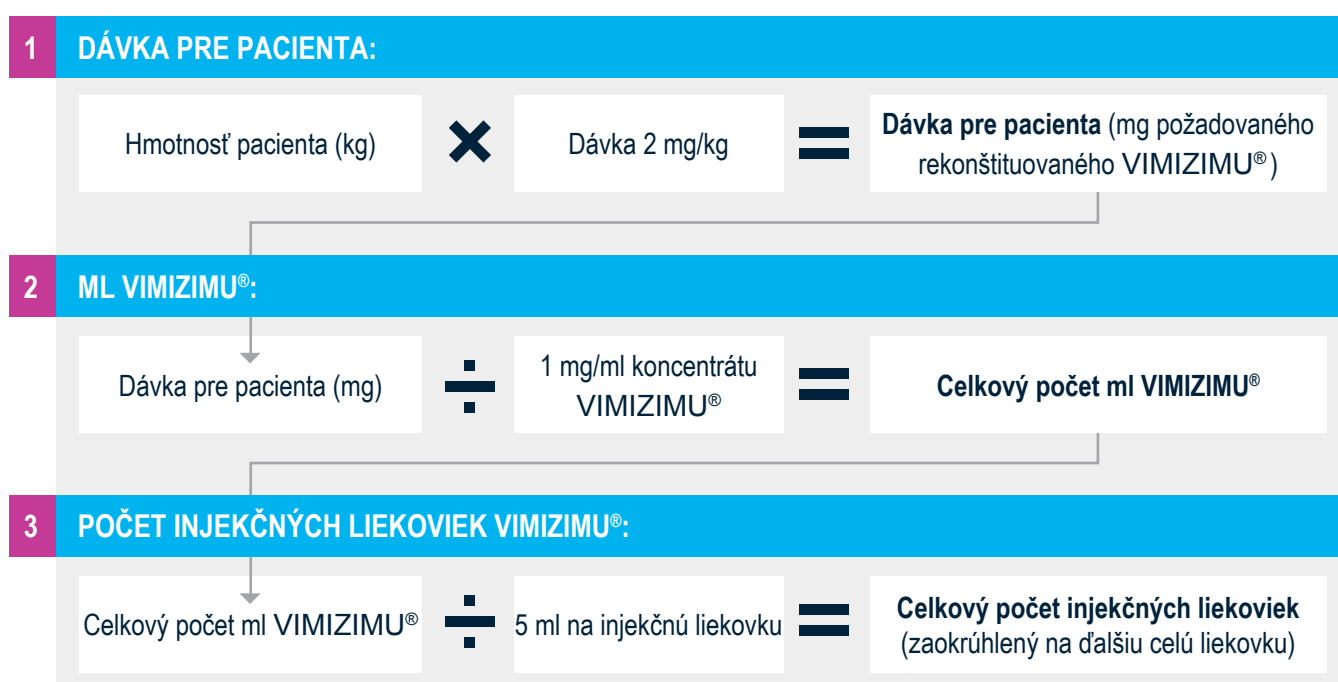 1 DÁVKA PRE PACIENTA:
Hmotnosť pacienta (kg)
×
Dávka 2 mg/kg
=
Dávka pre pacienta (mg požadovaného
rekonštituovaného VIMIZIMU®)
2 ML VIMIZIMU®:
Dávka pre pacienta (mg)
÷
1 mg/ml koncentrátu
VIMIZIMU®
=
Celkový počet ml VIMIZIMU®
3 POČET INJEKČNÝCH LIEKOVIEK VIMIZIMU®:
Celkový počet ml VIMIZIMU®
÷
5 ml na injekčnú liekovku
=
Celkový počet injekčných liekoviek
(zaokrúhlený na ďalšiu celú liekovku)